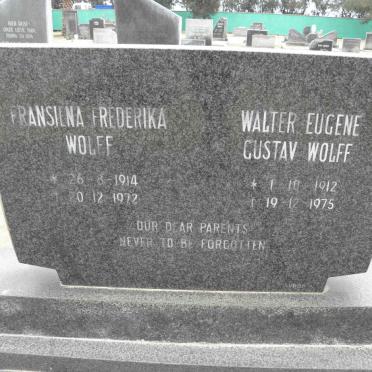 FRANSIENA FREDERIKA
WOLFF
* 26·8·1914
† 20·12·1972
WALTER EUGENE
GUSTAV WOLFF
* 1·10·1912
† 19·12·1975
OUR DEAR PARENTS
NEVER TO BE FORGOTTEN